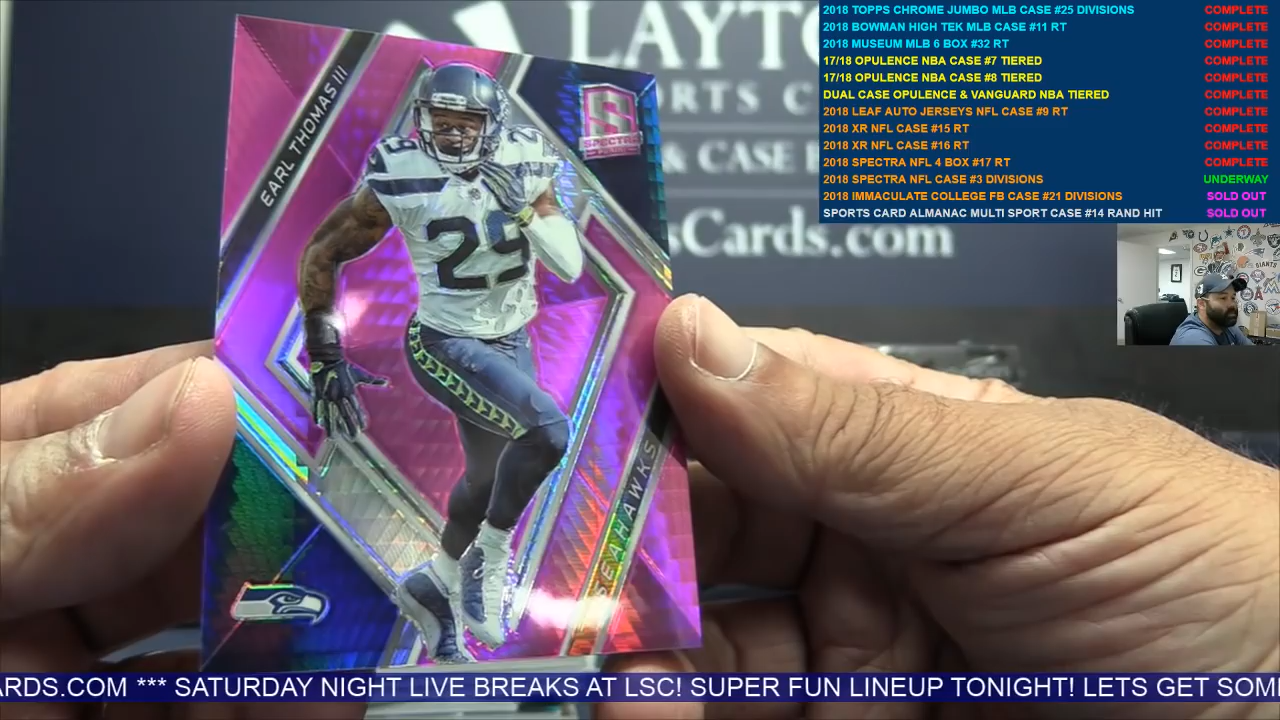 LAYTO
ORTS C
& CASE
sCards.com
EARL THOMAS III
SPECTRA
29
29
SEAHAWKS
2018 TOPPS CHROME JUMBO MLB CASE #25 DIVISIONS COMPLETE
2018 BOWMAN HIGH TEK MLB CASE #11 RT COMPLETE
2018 MUSEUM MLB 6 BOX #32 RT COMPLETE
17/18 OPULENCE NBA CASE #7 TIERED COMPLETE
17/18 OPULENCE NBA CASE #8 TIERED COMPLETE
DUAL CASE OPULENCE & VANGUARD NBA TIERED COMPLETE
2018 LEAF AUTO JERSEYS NFL CASE #9 RT COMPLETE
2018 XR NFL CASE #15 RT COMPLETE
2018 XR NFL CASE #16 RT COMPLETE
2018 SPECTRA NFL 4 BOX #17 RT COMPLETE
2018 SPECTRA NFL CASE #3 DIVISIONS UNDERWAY
2018 IMMACULATE COLLEGE FB CASE #21 DIVISIONS SOLD OUT
SPORTS CARD ALMANAC MULTI SPORT CASE #14 RAND HIT SOLD OUT
ARDS.COM *** SATURDAY NIGHT LIVE BREAKS AT LSC! SUPER FUN LINEUP TONIGHT! LETS GET SOM